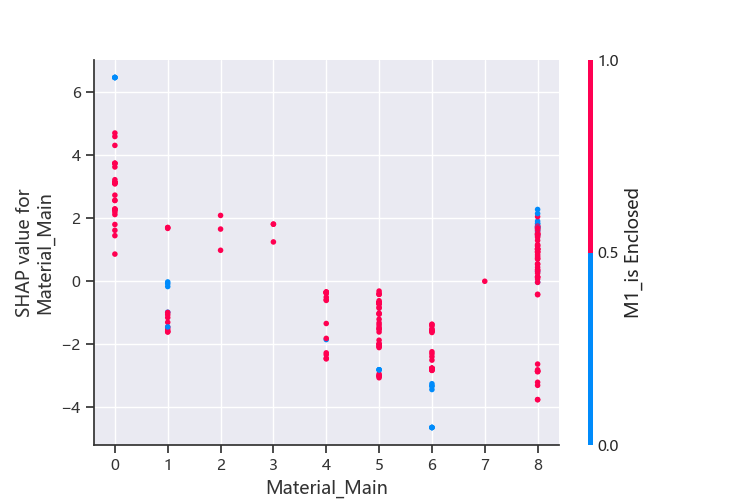 1.0
6
4
2
0
−2
−4
SHAP value for
Material_Main
0.5
M1_is Enclosed
0.0
0 1 2 3 4 5 6 7 8
Material_Main